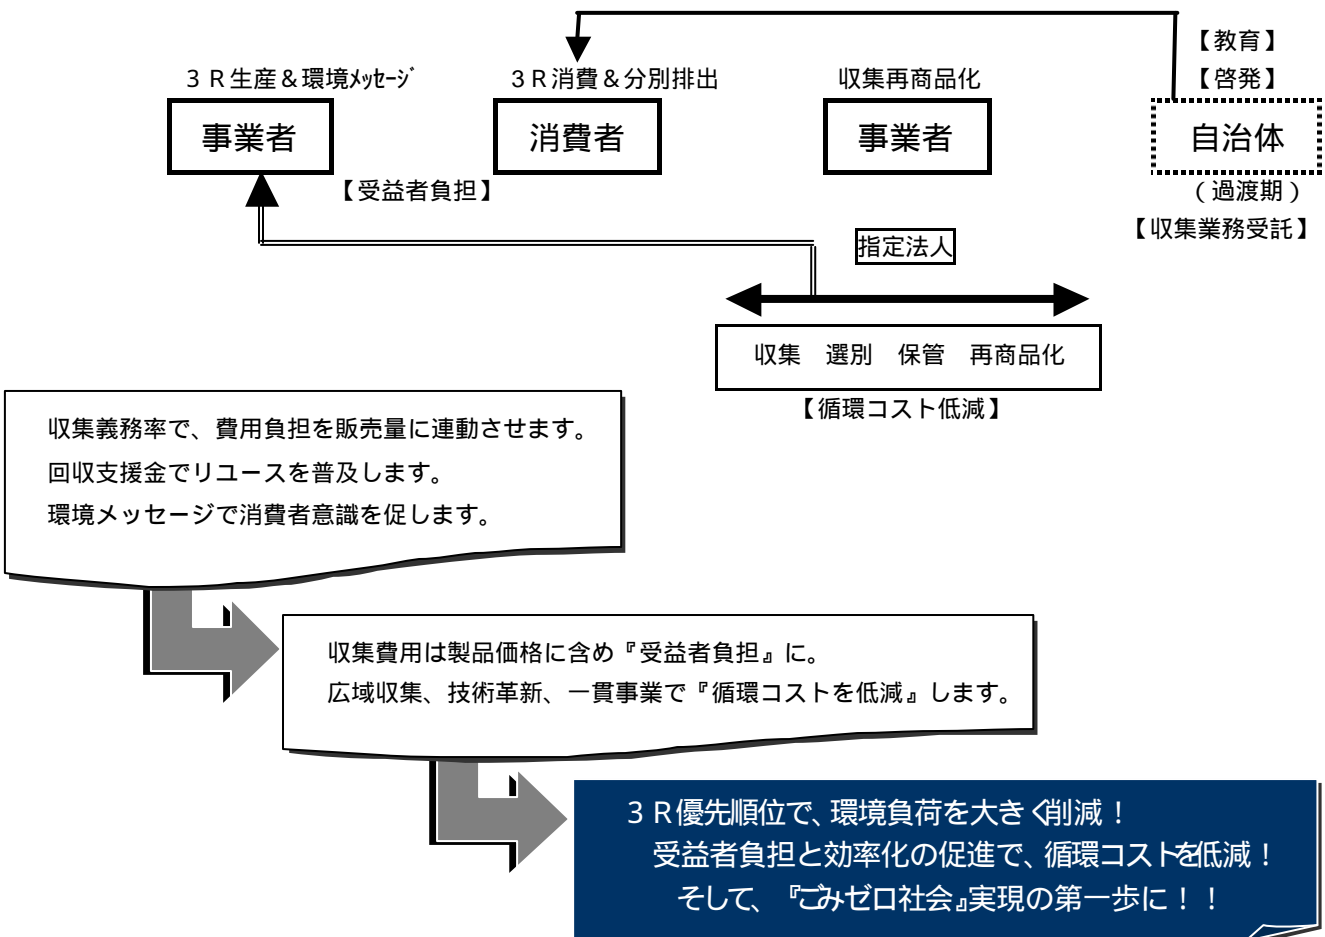 【教育】
３Ｒ生産＆環境ﾒｯｾｰｼﾞ
３Ｒ消費＆分別排出
収集再商品化
【啓発】
事業者
消費者
事業者
自治体
【受益者負担】
（過渡期）
【収集業務受託】
指定法人
収集　選別　保管　再商品化
【循環コスト低減】
収集義務率で、費用負担を販売量に連動させます。
回収支援金でリユースを普及します。
環境メッセージで消費者意識を促します。
収集費用は製品価格に含め『受益者負担』に。
広域収集、技術革新、一貫事業で『循環コストを低減』します。
３Ｒ優先順位で、環境負荷を大きく削減！
受益者負担と効率化の促進で、循環コストを低減！
そして、『ごみゼロ社会』実現の第一歩に！！